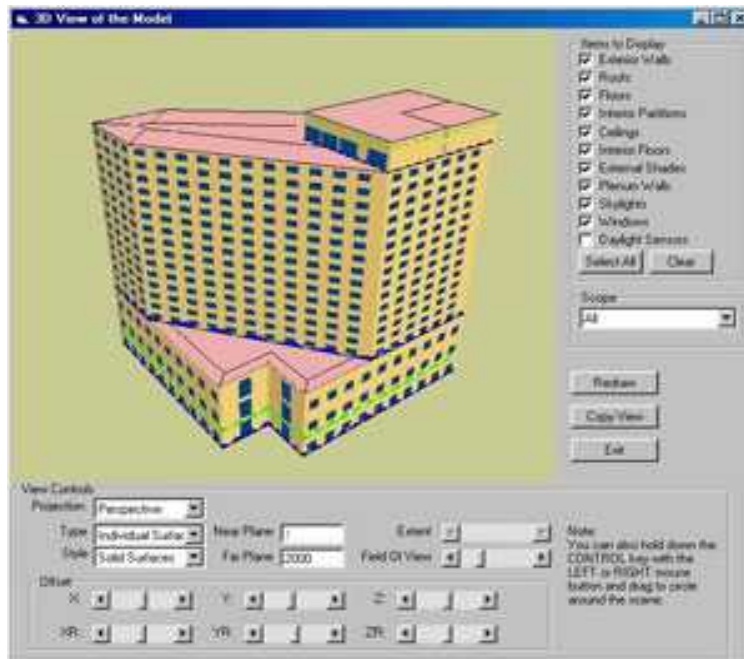 3D View of the Model
Items to Display
Exterior Walls
Roofs
Floors
Interior Partitions
Ceilings
Interior Floors
External Shades
Plenum Walls
Skylights
Windows
Daylight Sensors
Select All Clear
Scope
All
Redraw
Copy View
Exit
View Controls
Projection: Perspective
Type Individual Surfac
Style Solid Surfaces
Near Plane 1
Far Plane 2000
Extent
Field Of View
Note:
You can also hold down the
CONTROL key with the
LEFT or RIGHT mouse
button and drag to circle
around the scene.
Offset
X: Y: Z:
XR: YR: ZR: